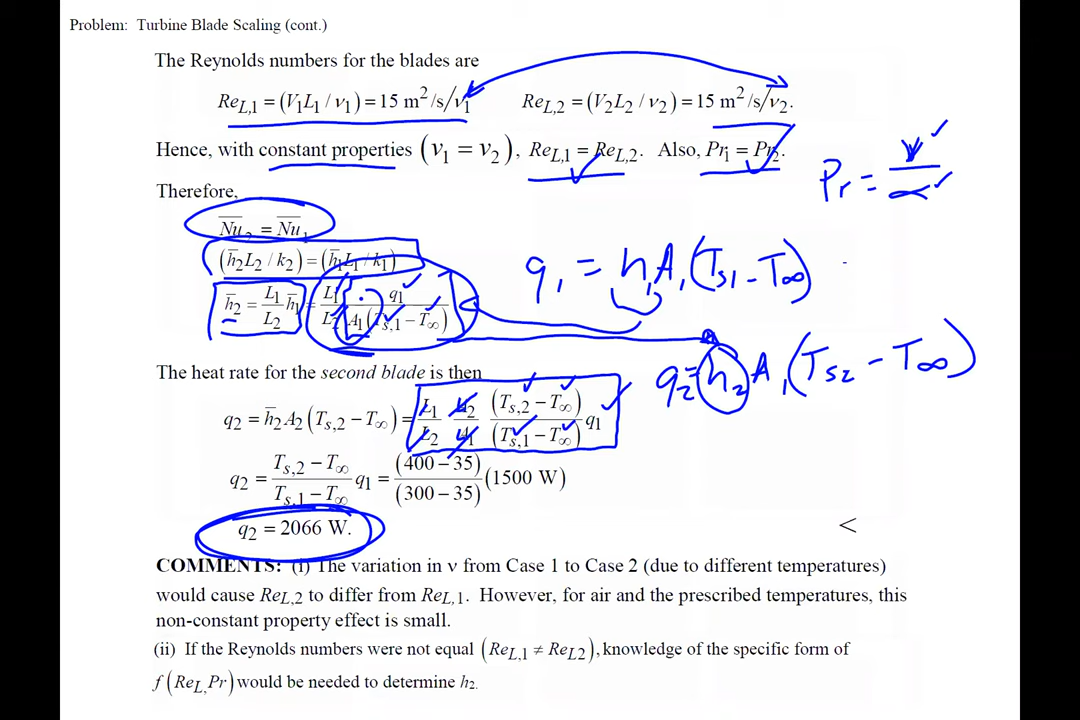 Problem: Turbine Blade Scaling (cont.)
The Reynolds numbers for the blades are
Re_L,1 = (V1L1 / ν1) = 15 m²/s/ν1 Re_L,2 = (V2L2 / ν2) = 15 m²/s/ν2.
Hence, with constant properties (ν1 = ν2), Re_L,1 = Re_L,2. Also, Pr1 = Pr2.
Pr = ν / α
Therefore,
Nu2 = Nu1
(h̄2L2 / k2) = (h̄1L1 / k1)
q1 = h1A1(Ts1 − T∞)
h̄2 = L1/L2 h̄1 = L1/L2 q1/A1(Ts,1 − T∞)
q2 = h2A1(Ts2 − T∞)
The heat rate for the second blade is then
q2 = h̄2A2(Ts,2 − T∞) = L1/L2 A2/A1 (Ts,2 − T∞)/(Ts,1 − T∞) q1
q2 = Ts,2 − T∞/Ts,1 − T∞ q1 = (400 − 35)/(300 − 35) (1500 W)
q2 = 2066 W. <
COMMENTS: (i) The variation in ν from Case 1 to Case 2 (due to different temperatures)
would cause Re_L,2 to differ from Re_L,1. However, for air and the prescribed temperatures, this
non-constant property effect is small.
(ii) If the Reynolds numbers were not equal (Re_L,1 ≠ Re_L2), knowledge of the specific form of
f(Re_L, Pr) would be needed to determine h2.